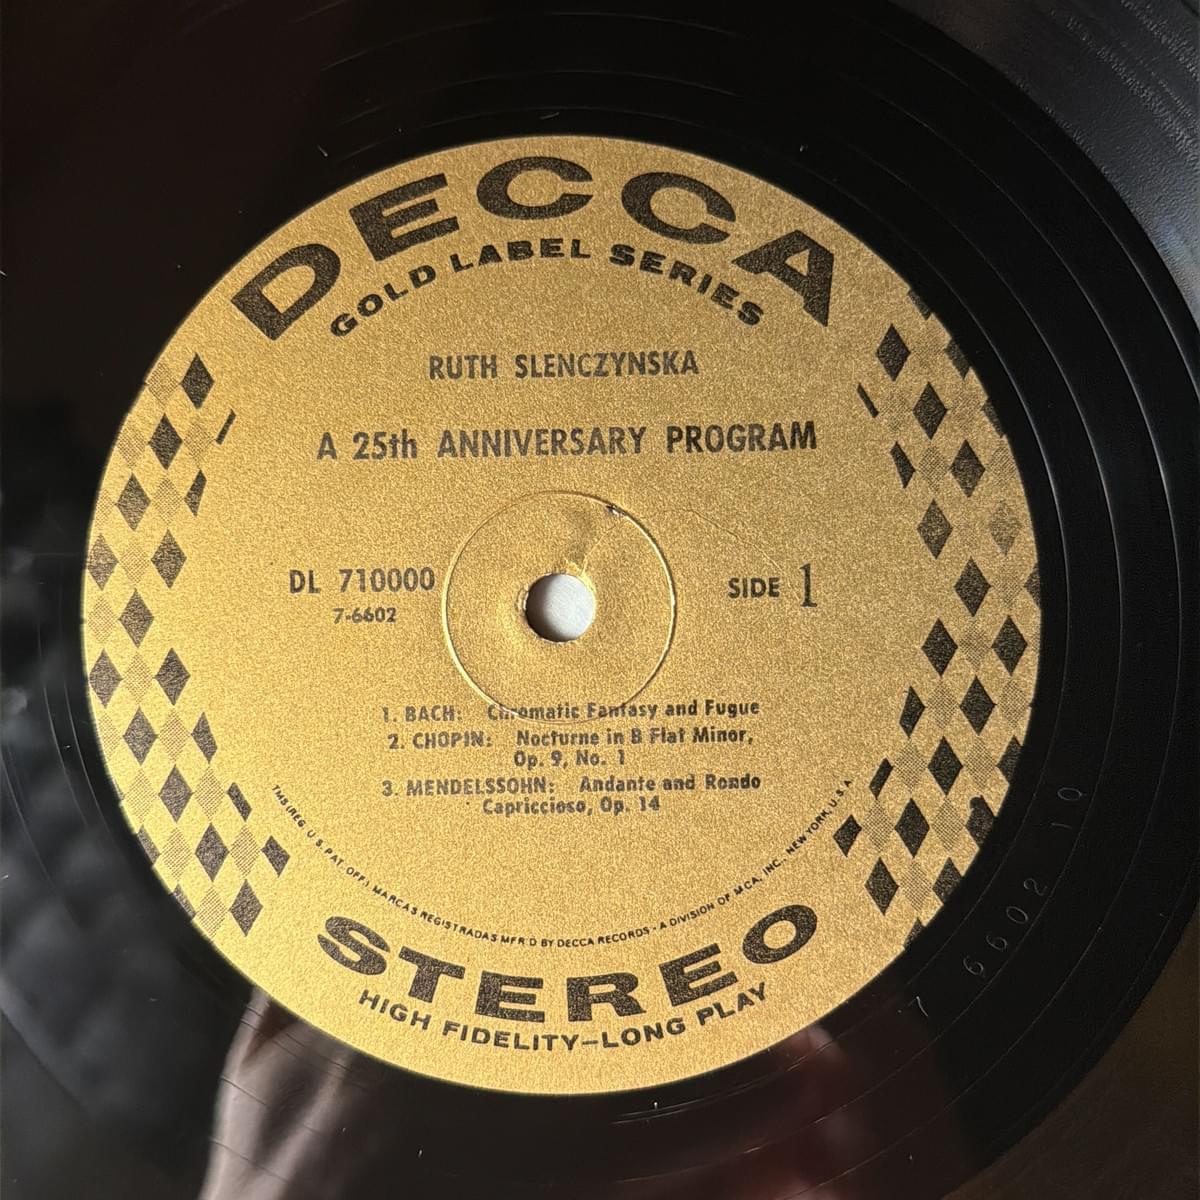 DECCA
GOLD LABEL SERIES
RUTH SLENCZYNSKA
A 25th ANNIVERSARY PROGRAM
DL 710000
7-6602
SIDE 1
1. BACH: Chromatic Fantasy and Fugue
2. CHOPIN: Nocturne in B Flat Minor,
Op. 9, No. 1
3. MENDELSSOHN: Andante and Rondo
Capriccioso, Op. 14
TMS (REG. U.S. PAT. OFF.) MARCAS REGISTRADAS MFR'D BY DECCA RECORDS - A DIVISION OF MCA, INC., NEW YORK, U.S.A.
STEREO
HIGH FIDELITY-LONG PLAY
7 6602 10